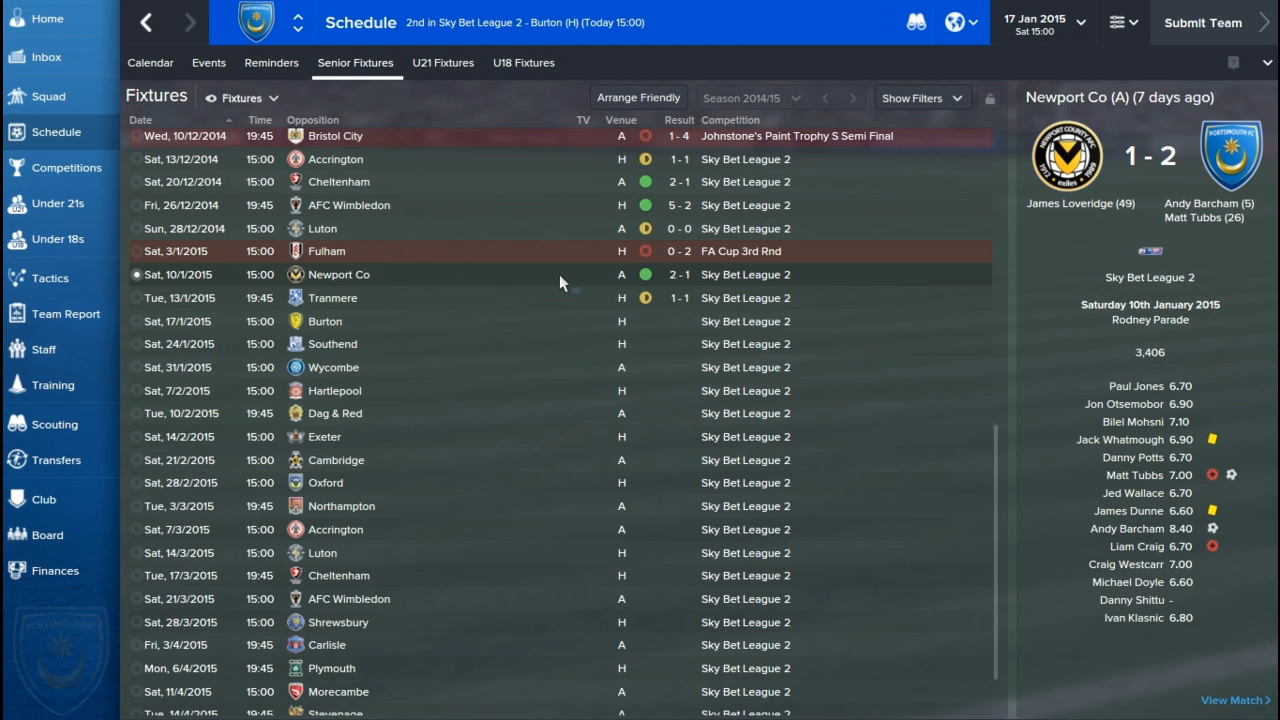 Home
Inbox
Squad
Schedule
Competitions
Under 21s
Under 18s
Tactics
Team Report
Staff
Training
Scouting
Transfers
Club
Board
Finances
Schedule 2nd in Sky Bet League 2 - Burton (H) (Today 15:00)
17 Jan 2015
Sat 15:00
Submit Team
Calendar Events Reminders Senior Fixtures U21 Fixtures U18 Fixtures
Fixtures Fixtures Arrange Friendly Season 2014/15 Show Filters
Date Time Opposition TV Venue Result Competition
Wed, 10/12/2014 19:45 Bristol City A 1 - 4 Johnstone's Paint Trophy S Semi Final
Sat, 13/12/2014 15:00 Accrington H 1 - 1 Sky Bet League 2
Sat, 20/12/2014 15:00 Cheltenham A 2 - 1 Sky Bet League 2
Fri, 26/12/2014 19:45 AFC Wimbledon H 5 - 2 Sky Bet League 2
Sun, 28/12/2014 15:00 Luton A 0 - 0 Sky Bet League 2
Sat, 3/1/2015 15:00 Fulham H 0 - 2 FA Cup 3rd Rnd
Sat, 10/1/2015 15:00 Newport Co A 2 - 1 Sky Bet League 2
Tue, 13/1/2015 19:45 Tranmere H 1 - 1 Sky Bet League 2
Sat, 17/1/2015 15:00 Burton H Sky Bet League 2
Sat, 24/1/2015 15:00 Southend H Sky Bet League 2
Sat, 31/1/2015 15:00 Wycombe A Sky Bet League 2
Sat, 7/2/2015 15:00 Hartlepool H Sky Bet League 2
Tue, 10/2/2015 19:45 Dag & Red A Sky Bet League 2
Sat, 14/2/2015 15:00 Exeter H Sky Bet League 2
Sat, 21/2/2015 15:00 Cambridge A Sky Bet League 2
Sat, 28/2/2015 15:00 Oxford H Sky Bet League 2
Tue, 3/3/2015 19:45 Northampton A Sky Bet League 2
Sat, 7/3/2015 15:00 Accrington A Sky Bet League 2
Sat, 14/3/2015 15:00 Luton H Sky Bet League 2
Tue, 17/3/2015 19:45 Cheltenham H Sky Bet League 2
Sat, 21/3/2015 15:00 AFC Wimbledon A Sky Bet League 2
Sat, 28/3/2015 15:00 Shrewsbury H Sky Bet League 2
Fri, 3/4/2015 19:45 Carlisle A Sky Bet League 2
Mon, 6/4/2015 19:45 Plymouth H Sky Bet League 2
Sat, 11/4/2015 15:00 Morecambe A Sky Bet League 2
Tue, 14/4/2015 19:45 Stevenage A Sky Bet League 2
Newport Co (A) (7 days ago)
NEWPORT COUNTY AFC
1912 exiles 1989
1 - 2
PORTSMOUTH F.C.
James Loveridge (49) Andy Barcham (5)
Matt Tubbs (26)
Sky Bet League 2
Saturday 10th January 2015
Rodney Parade
3,406
Paul Jones 6.70
Jon Otsemobor 6.90
Bilel Mohsni 7.10
Jack Whatmough 6.90
Danny Potts 6.70
Matt Tubbs 7.00
Jed Wallace 6.70
James Dunne 6.60
Andy Barcham 8.40
Liam Craig 6.70
Craig Westcarr 7.00
Michael Doyle 6.60
Danny Shittu -
Ivan Klasnic 6.80
View Match
PORTSMOUTH FC